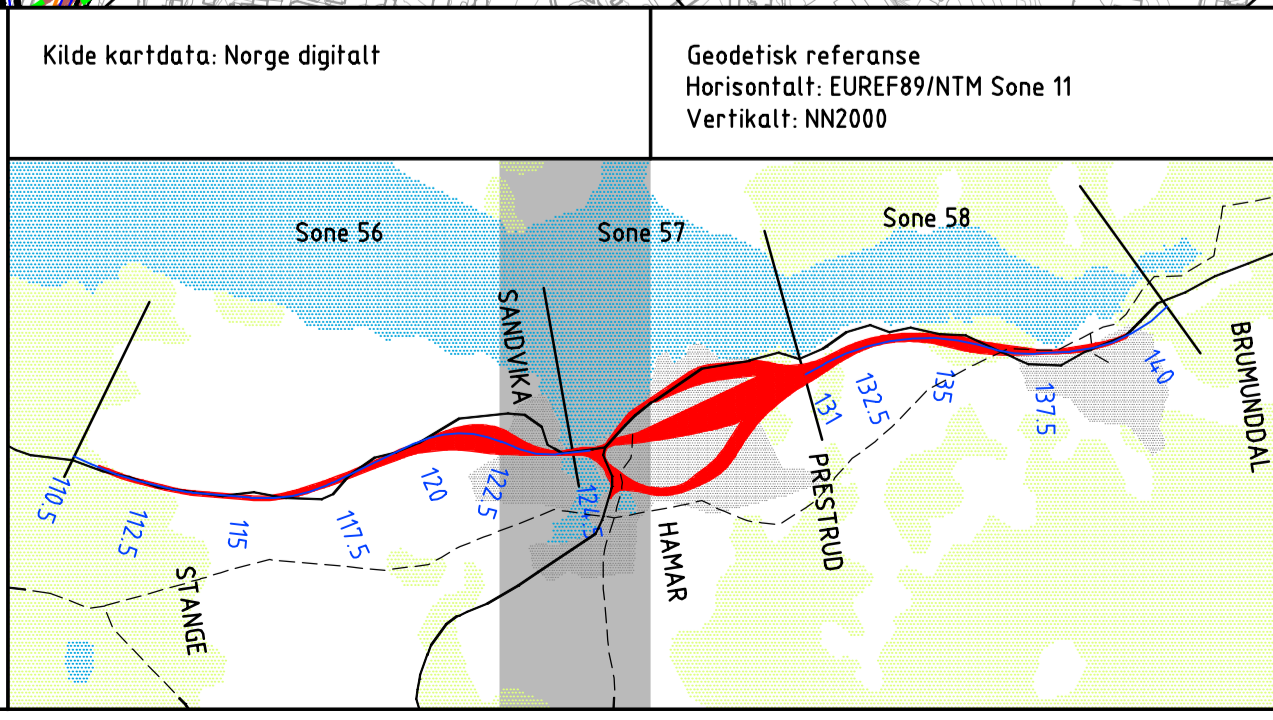 Kilde kartdata: Norge digitalt
Geodetisk referanse
Horisontalt: EUREF89/NTM Sone 11
Vertikalt: NN2000
Sone 56
Sone 57
Sone 58
SANDVIKA
BRUMUNDDAL
110.5
112.5
115
117.5
120
122.5
124.5
131
132.5
135
137.5
140
STANGE
HAMAR
PRESTRUD